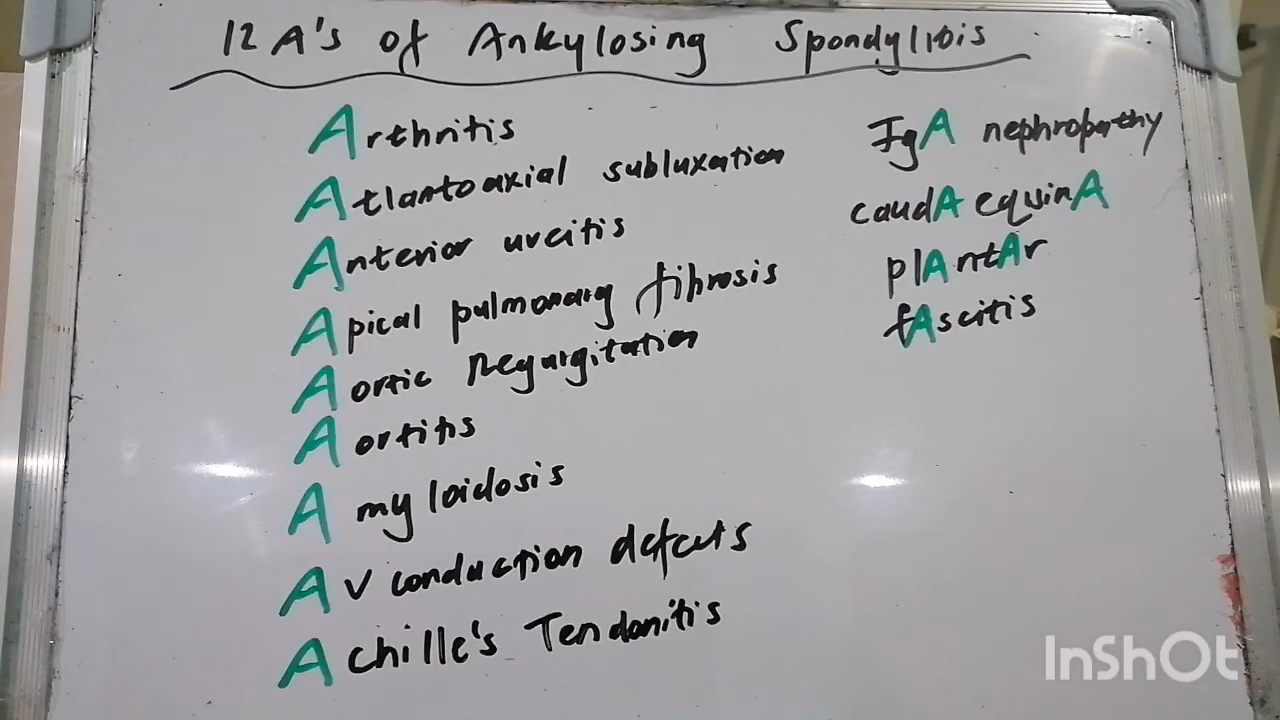 12 A's of Ankylosing Spondylitis
Arthritis
Atlantoaxial subluxation
Anterior uveitis
Apical pulmonary fibrosis
Aortic Regurgitation
Aortitis
Amyloidosis
AV conduction defects
Achille's Tendonitis
IgA nephropathy
caudA equinA
plAntAr
fAscitis
InShOt